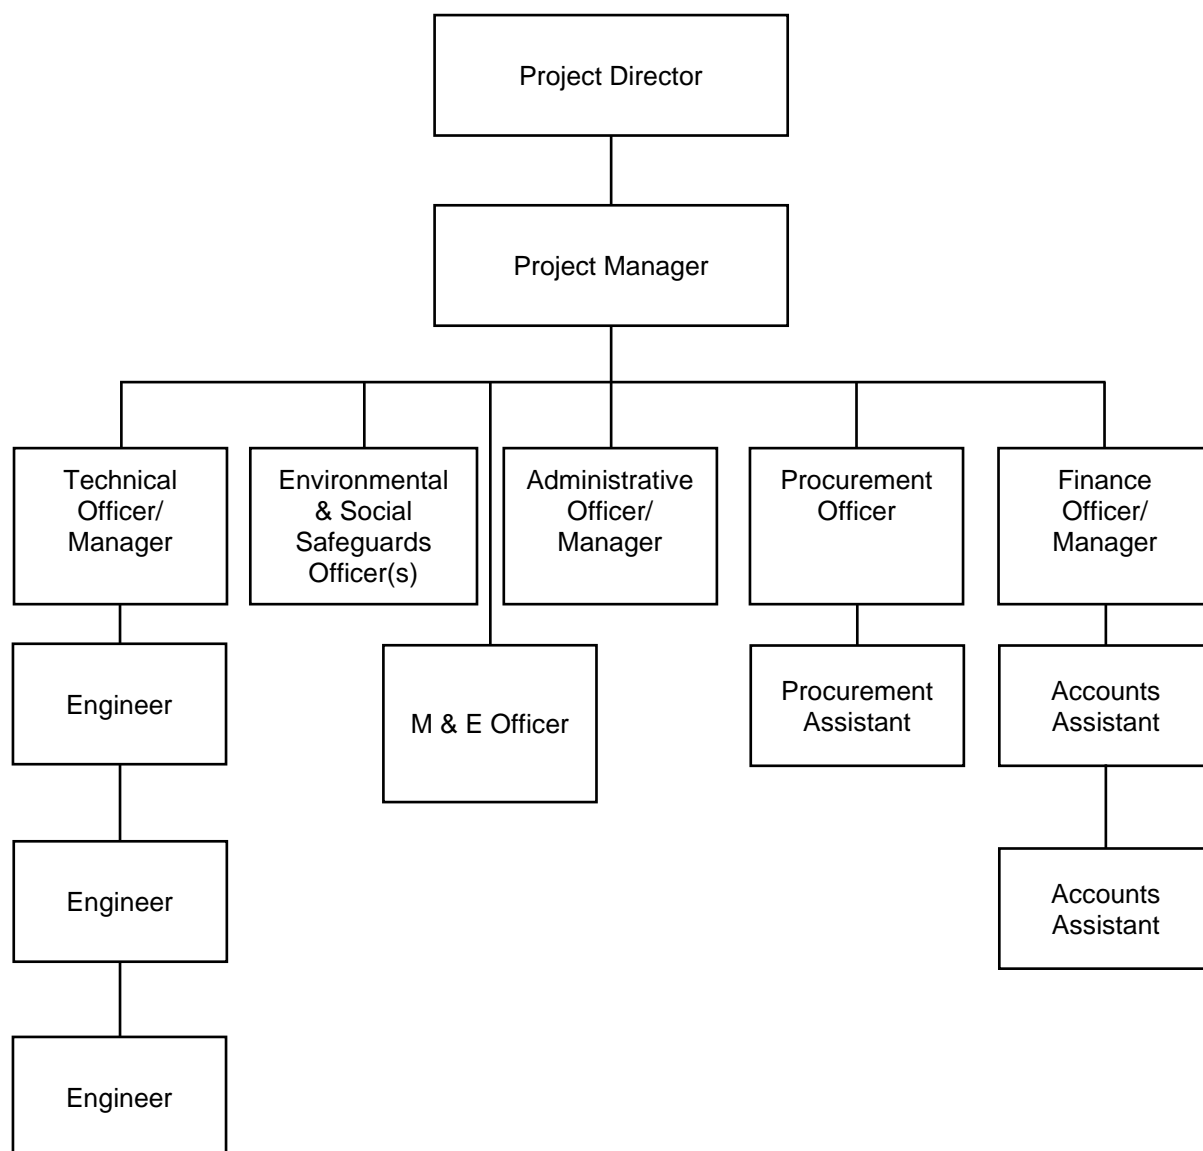 Project Director
Project Manager
Technical
Officer/
Manager
Environmental
& Social
Safeguards
Officer(s)
Administrative
Officer/
Manager
Procurement
Officer
Finance
Officer/
Manager
Engineer
M & E Officer
Procurement
Assistant
Accounts
Assistant
Engineer
Accounts
Assistant
Engineer